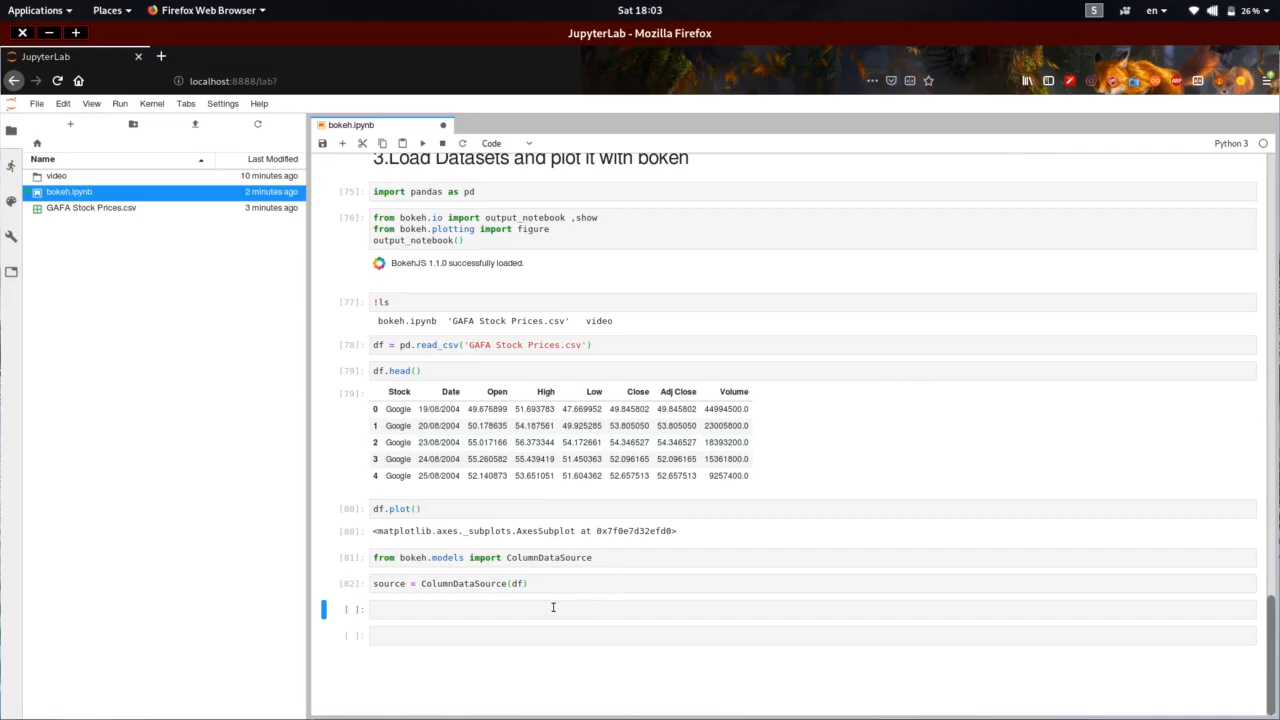 Applications Places Firefox Web Browser Sat 18:03 5 en 26 %
JupyterLab - Mozilla Firefox
JupyterLab
localhost:8888/lab?
File Edit View Run Kernel Tabs Settings Help
bokeh.ipynb
Code Python 3
Name Last Modified
video 10 minutes ago
bokeh.ipynb 2 minutes ago
GAFA Stock Prices.csv 3 minutes ago
3.Load Datasets and plot it with bokeh
[75]: import pandas as pd
[76]: from bokeh.io import output_notebook ,show
from bokeh.plotting import figure
output_notebook()
BokehJS 1.1.0 successfully loaded.
[77]: !ls
bokeh.ipynb 'GAFA Stock Prices.csv' video
[78]: df = pd.read_csv('GAFA Stock Prices.csv')
[79]: df.head()
[79]: Stock Date Open High Low Close Adj Close Volume
0 Google 19/08/2004 49.676899 51.693783 47.669952 49.845802 49.845802 44994500.0
1 Google 20/08/2004 50.178635 54.187561 49.925285 53.805050 53.805050 23005800.0
2 Google 23/08/2004 55.017166 56.373344 54.172661 54.346527 54.346527 18393200.0
3 Google 24/08/2004 55.260582 55.439419 51.450363 52.096165 52.096165 15361800.0
4 Google 25/08/2004 52.140873 53.651051 51.604362 52.657513 52.657513 9257400.0
[80]: df.plot()
[80]: <matplotlib.axes._subplots.AxesSubplot at 0x7f0e7d32efd0>
[81]: from bokeh.models import ColumnDataSource
[82]: source = ColumnDataSource(df)
[ ]:
[ ]: